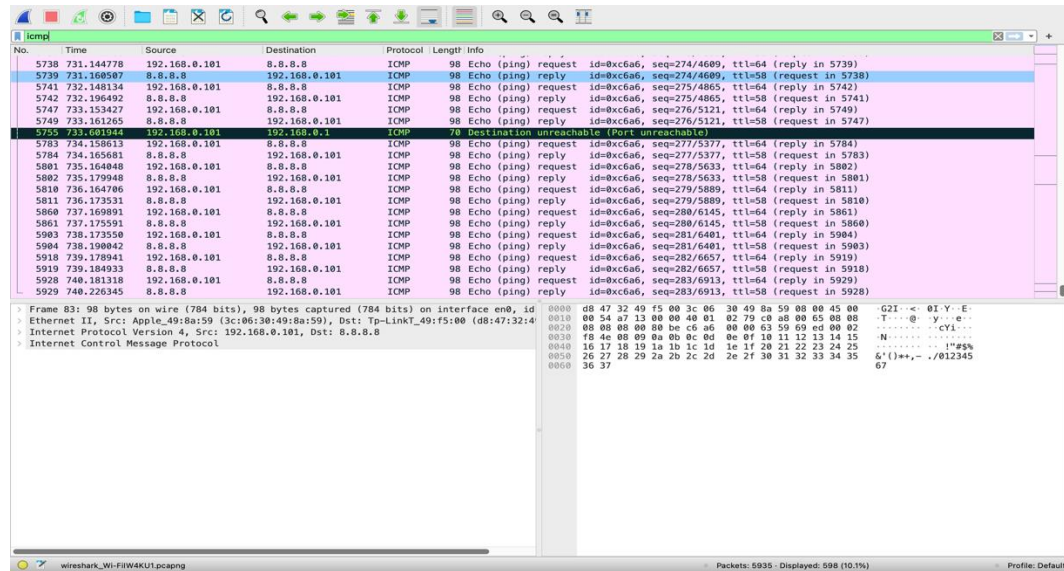 icmp
No. Time Source Destination Protocol Length Info
5738 731.144778 192.168.0.101 8.8.8.8 ICMP 98 Echo (ping) request id=0xc6a6, seq=274/4609, ttl=64 (reply in 5739)
5739 731.160507 8.8.8.8 192.168.0.101 ICMP 98 Echo (ping) reply id=0xc6a6, seq=274/4609, ttl=58 (request in 5738)
5741 732.148134 192.168.0.101 8.8.8.8 ICMP 98 Echo (ping) request id=0xc6a6, seq=275/4865, ttl=64 (reply in 5742)
5742 732.196492 8.8.8.8 192.168.0.101 ICMP 98 Echo (ping) reply id=0xc6a6, seq=275/4865, ttl=58 (request in 5741)
5747 733.153427 192.168.0.101 8.8.8.8 ICMP 98 Echo (ping) request id=0xc6a6, seq=276/5121, ttl=64 (reply in 5749)
5749 733.161265 8.8.8.8 192.168.0.101 ICMP 98 Echo (ping) reply id=0xc6a6, seq=276/5121, ttl=58 (request in 5747)
5755 733.601944 192.168.0.101 192.168.0.1 ICMP 70 Destination unreachable (Port unreachable)
5783 734.158613 192.168.0.101 8.8.8.8 ICMP 98 Echo (ping) request id=0xc6a6, seq=277/5377, ttl=64 (reply in 5784)
5784 734.165681 8.8.8.8 192.168.0.101 ICMP 98 Echo (ping) reply id=0xc6a6, seq=277/5377, ttl=58 (request in 5783)
5801 735.164048 192.168.0.101 8.8.8.8 ICMP 98 Echo (ping) request id=0xc6a6, seq=278/5633, ttl=64 (reply in 5802)
5802 735.179948 8.8.8.8 192.168.0.101 ICMP 98 Echo (ping) reply id=0xc6a6, seq=278/5633, ttl=58 (request in 5801)
5810 736.164706 192.168.0.101 8.8.8.8 ICMP 98 Echo (ping) request id=0xc6a6, seq=279/5889, ttl=64 (reply in 5811)
5811 736.173531 8.8.8.8 192.168.0.101 ICMP 98 Echo (ping) reply id=0xc6a6, seq=279/5889, ttl=58 (request in 5810)
5860 737.169891 192.168.0.101 8.8.8.8 ICMP 98 Echo (ping) request id=0xc6a6, seq=280/6145, ttl=64 (reply in 5861)
5861 737.175591 8.8.8.8 192.168.0.101 ICMP 98 Echo (ping) reply id=0xc6a6, seq=280/6145, ttl=58 (request in 5860)
5903 738.173550 192.168.0.101 8.8.8.8 ICMP 98 Echo (ping) request id=0xc6a6, seq=281/6401, ttl=64 (reply in 5904)
5904 738.190042 8.8.8.8 192.168.0.101 ICMP 98 Echo (ping) reply id=0xc6a6, seq=281/6401, ttl=58 (request in 5903)
5918 739.178941 192.168.0.101 8.8.8.8 ICMP 98 Echo (ping) request id=0xc6a6, seq=282/6657, ttl=64 (reply in 5919)
5919 739.184933 8.8.8.8 192.168.0.101 ICMP 98 Echo (ping) reply id=0xc6a6, seq=282/6657, ttl=58 (request in 5918)
5928 740.181318 192.168.0.101 8.8.8.8 ICMP 98 Echo (ping) request id=0xc6a6, seq=283/6913, ttl=64 (reply in 5929)
5929 740.226345 8.8.8.8 192.168.0.101 ICMP 98 Echo (ping) reply id=0xc6a6, seq=283/6913, ttl=58 (request in 5928)
Frame 83: 98 bytes on wire (784 bits), 98 bytes captured (784 bits) on interface en0, id
Ethernet II, Src: Apple_49:8a:59 (3c:06:30:49:8a:59), Dst: Tp-LinkT_49:f5:00 (d8:47:32:4
Internet Protocol Version 4, Src: 192.168.0.101, Dst: 8.8.8.8
Internet Control Message Protocol
0000 d8 47 32 49 f5 00 3c 06 30 49 8a 59 08 00 45 00 ·G2I··<· 0I·Y··E·
0010 00 54 a7 13 00 00 40 01 02 79 c0 a8 00 65 08 08 ·T····@· ·y···e··
0020 08 08 08 00 80 be c6 a6 00 00 63 59 69 ed 00 02 ········ ··cYi···
0030 f8 4e 08 09 0a 0b 0c 0d 0e 0f 10 11 12 13 14 15 ·N······ ········
0040 16 17 18 19 1a 1b 1c 1d 1e 1f 20 21 22 23 24 25 ········ ·· !"#$%
0050 26 27 28 29 2a 2b 2c 2d 2e 2f 30 31 32 33 34 35 &'()*+,- ./012345
0060 36 37 67
wireshark_Wi-FiIW4KU1.pcapng Packets: 5935 · Displayed: 598 (10.1%) Profile: Defau